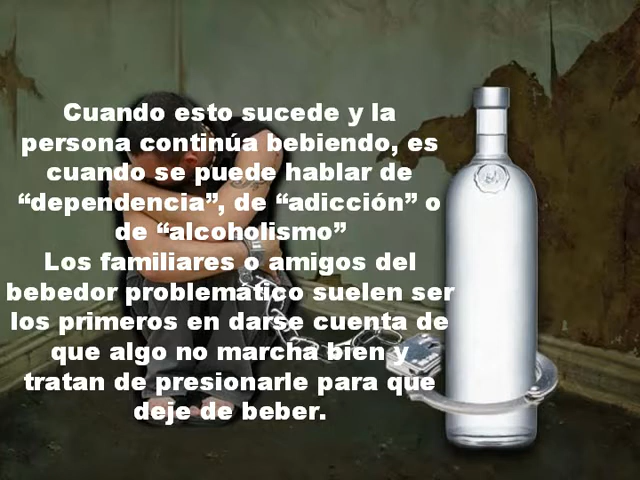 Cuando esto sucede y la
persona continúa bebiendo, es
cuando se puede hablar de
“dependencia”, de “adicción” o
de “alcoholismo”
Los familiares o amigos del
bebedor problemático suelen ser
los primeros en darse cuenta de
que algo no marcha bien y
tratan de presionarle para que
deje de beber.